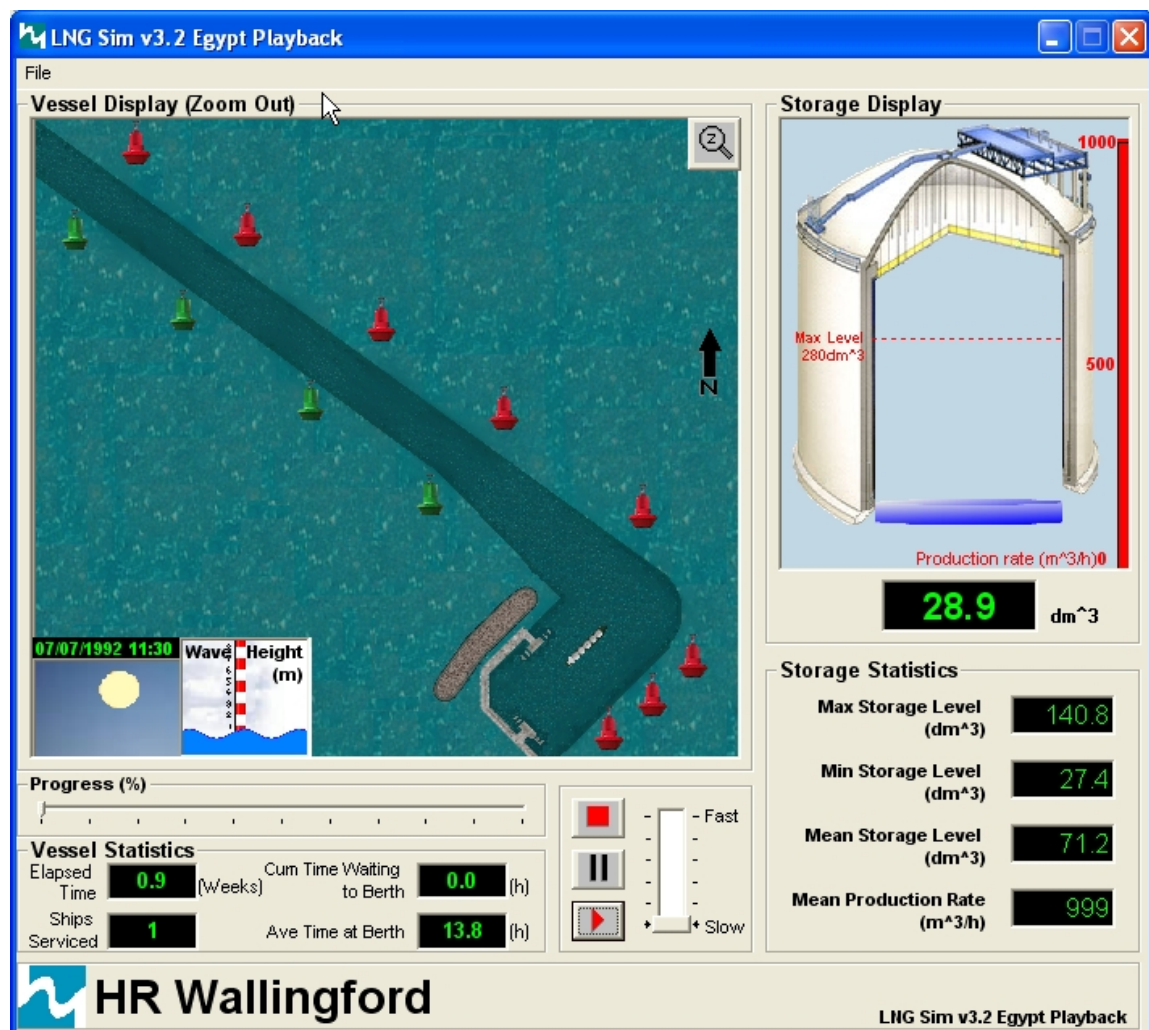 LNG Sim v3.2 Egypt Playback
File
Vessel Display (Zoom Out)
Z
N
07/07/1992 11:30
Wave Height
(m)
Storage Display
1000
Max Level
280dm^3
500
Production rate (m^3/h)0
28.9 dm^3
Storage Statistics
Max Storage Level
(dm^3)
140.8
Min Storage Level
(dm^3)
27.4
Mean Storage Level
(dm^3)
71.2
Mean Production Rate
(m^3/h)
999
Progress (%)
Vessel Statistics
Elapsed
Time
0.9 (Weeks)
Cum Time Waiting
to Berth
0.0 (h)
Ships
Serviced
1
Ave Time at Berth 13.8 (h)
Fast
Slow
HR Wallingford
LNG Sim v3.2 Egypt Playback